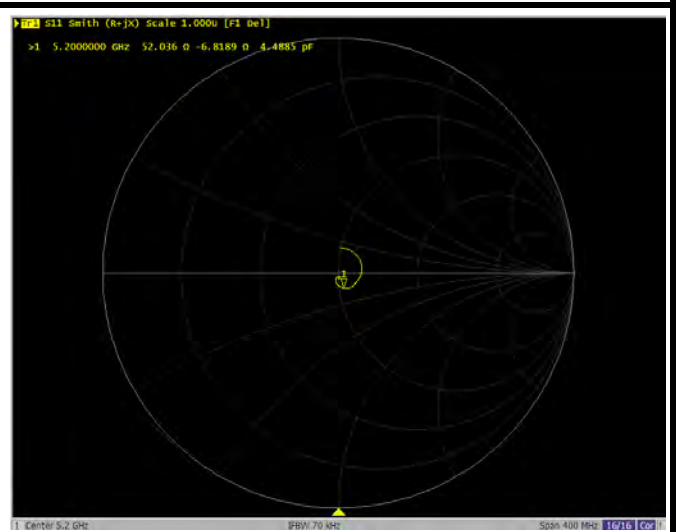 Tr1 S11 Smith (R+jX) Scale 1.000U [F1 Del]
>1 5.2000000 GHz 52.036 Ω -6.8189 Ω 4.4885 pF
1
1 Center 5.2 GHz IFBW 70 kHz Span 400 MHz 16/16 Cor !